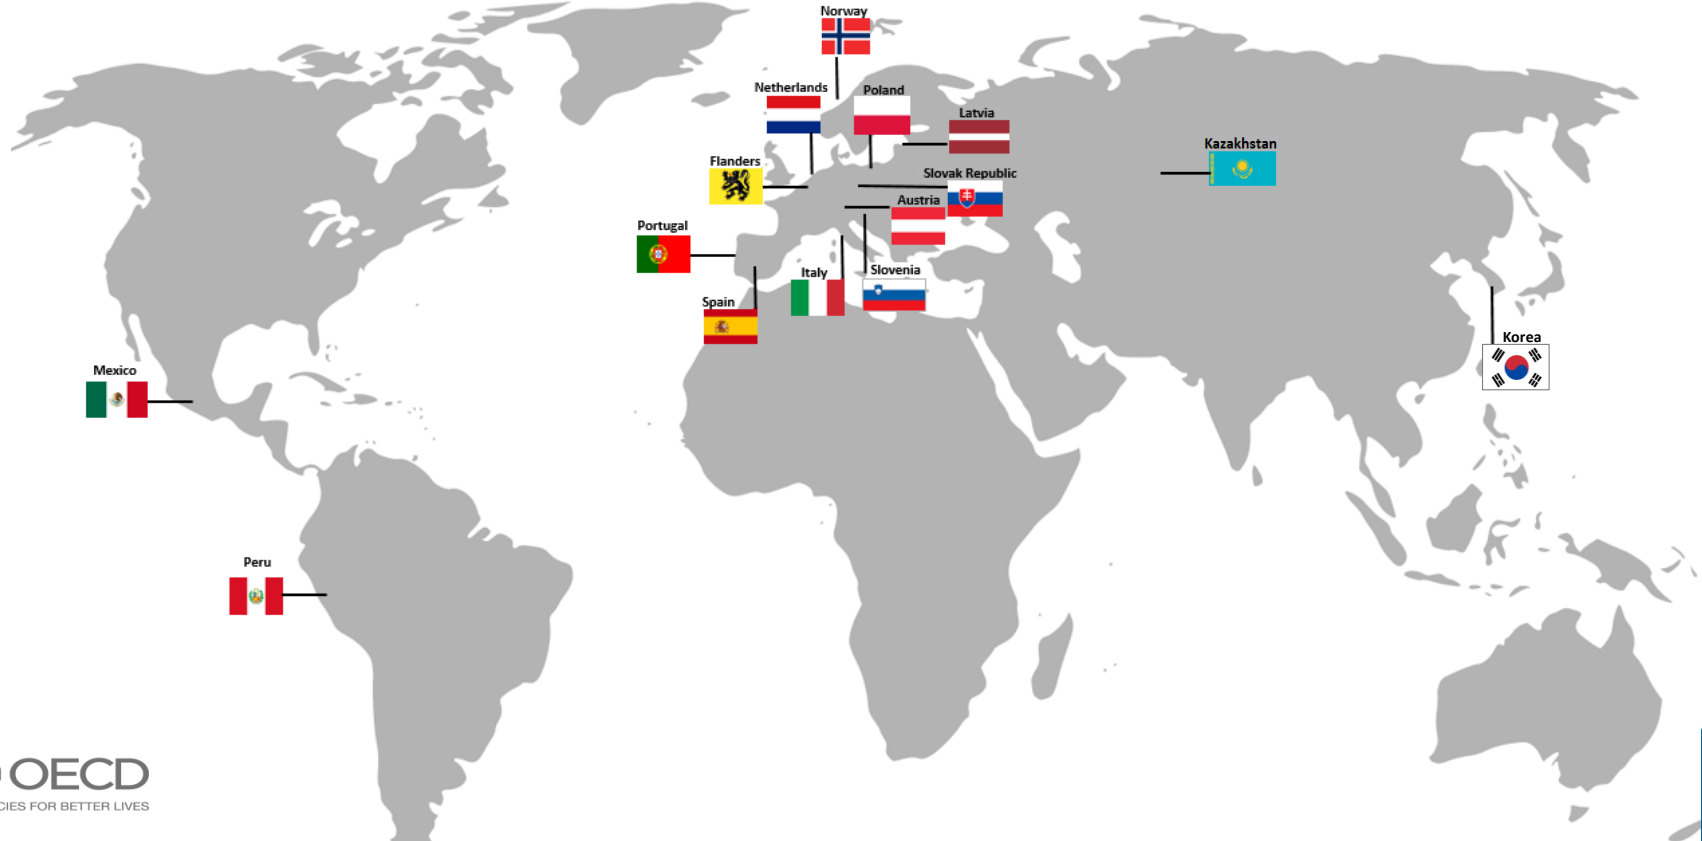 Norway
Netherlands
Poland
Latvia
Kazakhstan
Flanders
Slovak Republic
Austria
Portugal
Italy
Slovenia
Spain
Korea
Mexico
Peru
OECD
CIES FOR BETTER LIVES